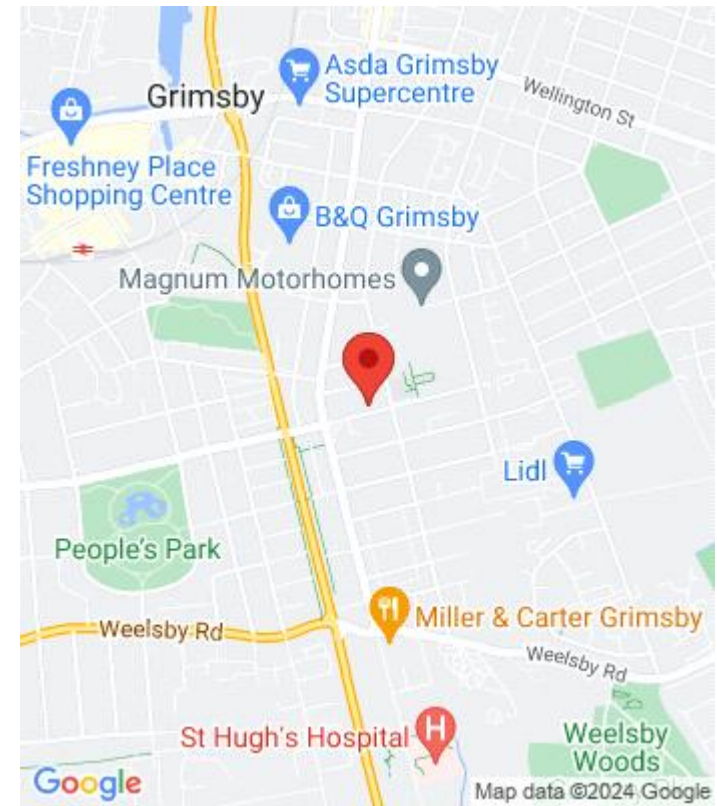 Asda Grimsby
Supercentre
Grimsby
Wellington St
Freshney Place
Shopping Centre
B&Q Grimsby
Magnum Motorhomes
Lidl
People's Park
Miller & Carter Grimsby
Weelsby Rd
Weelsby Rd
St Hugh's Hospital
H
Weelsby
Woods
Google
Map data ©2024 Google